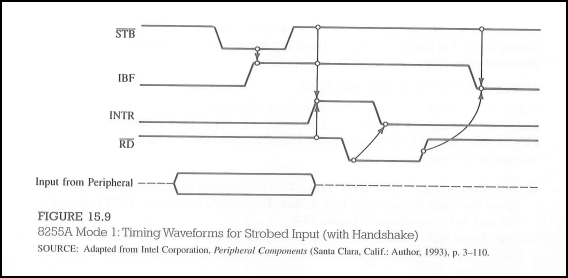 STB
IBF
INTR
RD
Input from Peripheral
FIGURE 15.9
8255A Mode 1: Timing Waveforms for Strobed Input (with Handshake)
SOURCE: Adapted from Intel Corporation, Peripheral Components (Santa Clara, Calif.: Author, 1993), p. 3–110.